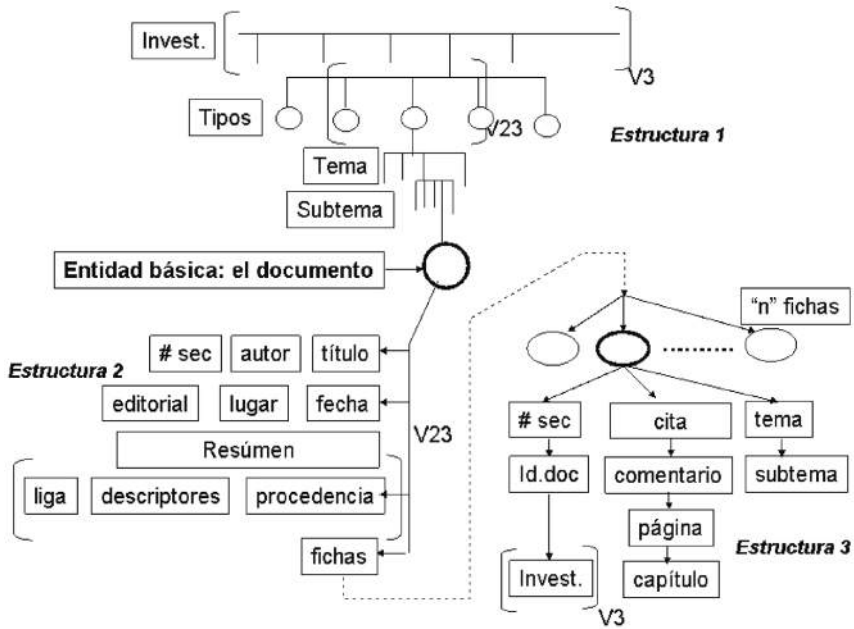 Invest.
V3
Tipos
V23
Estructura 1
Tema
Subtema
Entidad básica: el documento
"n" fichas
# sec autor título
Estructura 2
editorial lugar fecha
V23
Resúmen
liga descriptores procedencia
fichas
# sec cita tema
Id.doc comentario subtema
página
Estructura 3
Invest. capítulo
V3